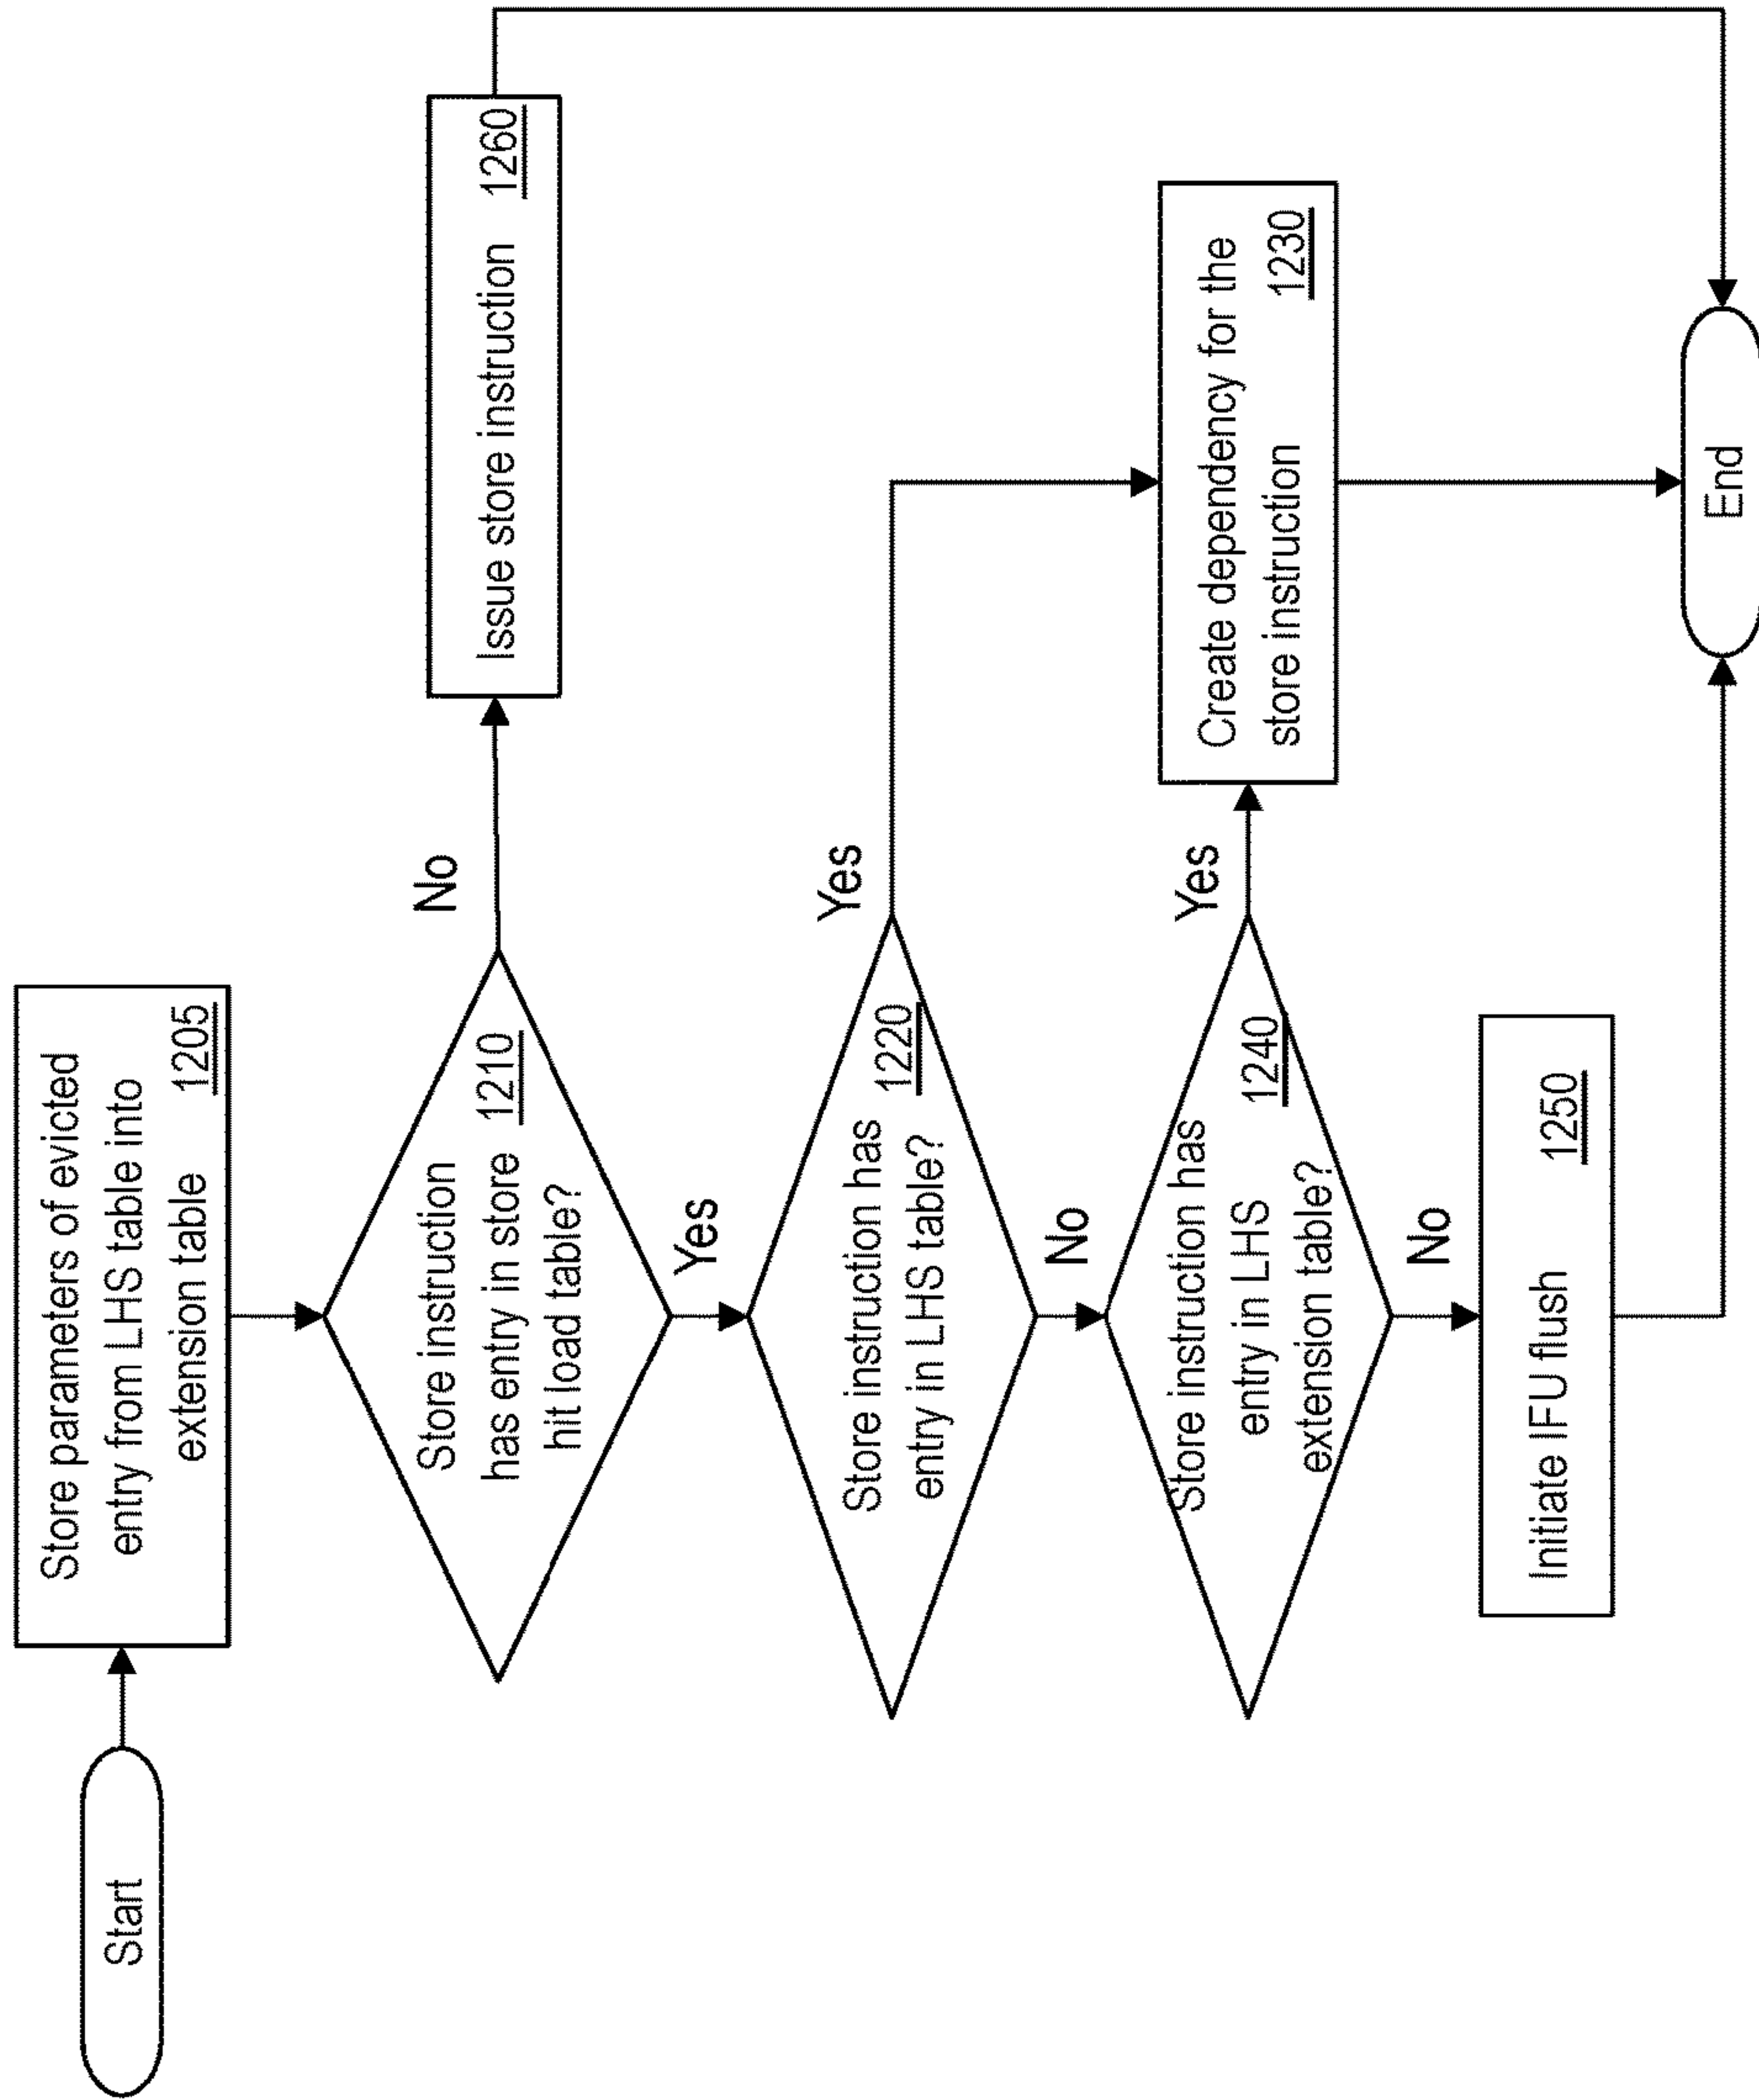 Start
Store parameters of evicted
entry from LHS table into
extension table 1205
Store instruction
has entry in store 1210
hit load table?
No
Issue store instruction 1260
Yes
Store instruction has
entry in LHS table? 1220
Yes
No
Store instruction has
entry in LHS 1240
extension table?
Yes
Create dependency for the
store instruction 1230
No
Initiate IFU flush 1250
End